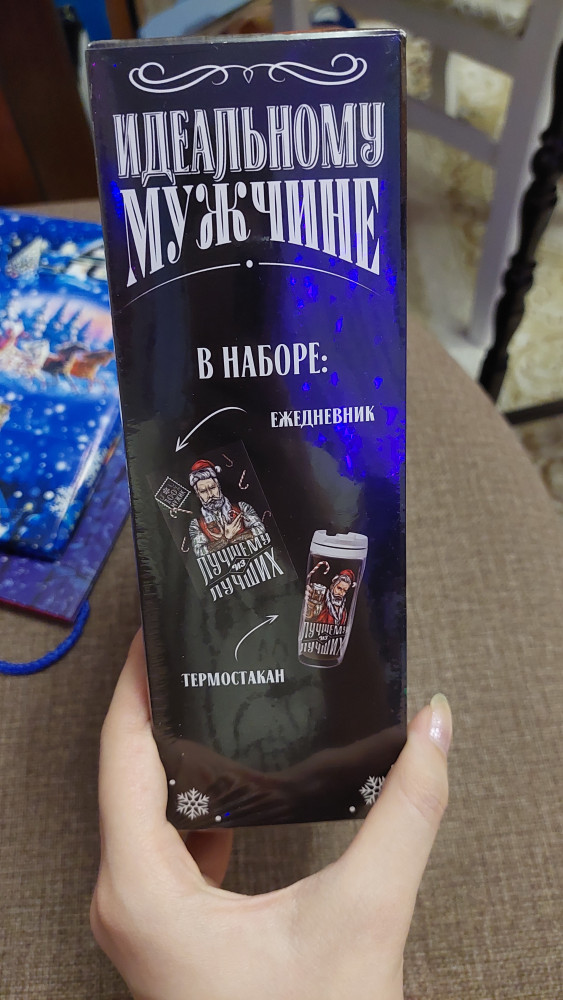 ИДЕАЛЬНОМУ
МУЖЧИНЕ
В НАБОРЕ:
ЕЖЕДНЕВНИК
ЛУЧШЕМУ
ИЗ
ЛУЧШИХ
ЛУЧШЕМУ
ИЗ
ЛУЧШИХ
ТЕРМОСТАКАН